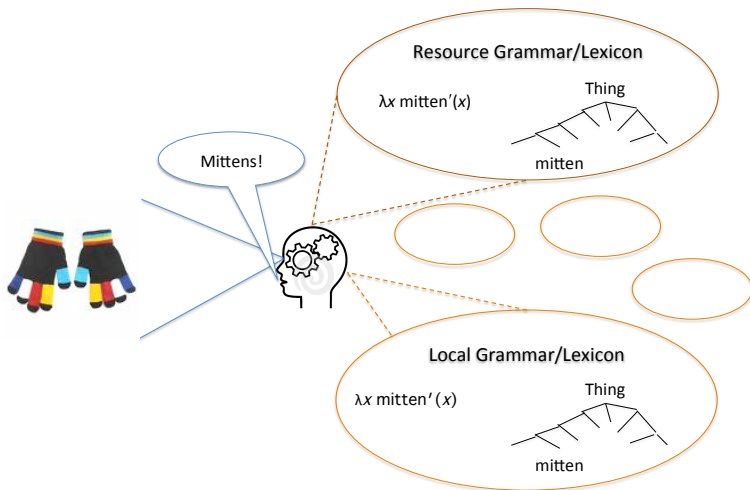 Resource Grammar/Lexicon
Thing
λx mitten′(x)
mitten
Mittens!
Local Grammar/Lexicon
Thing
λx mitten′ (x)
mitten